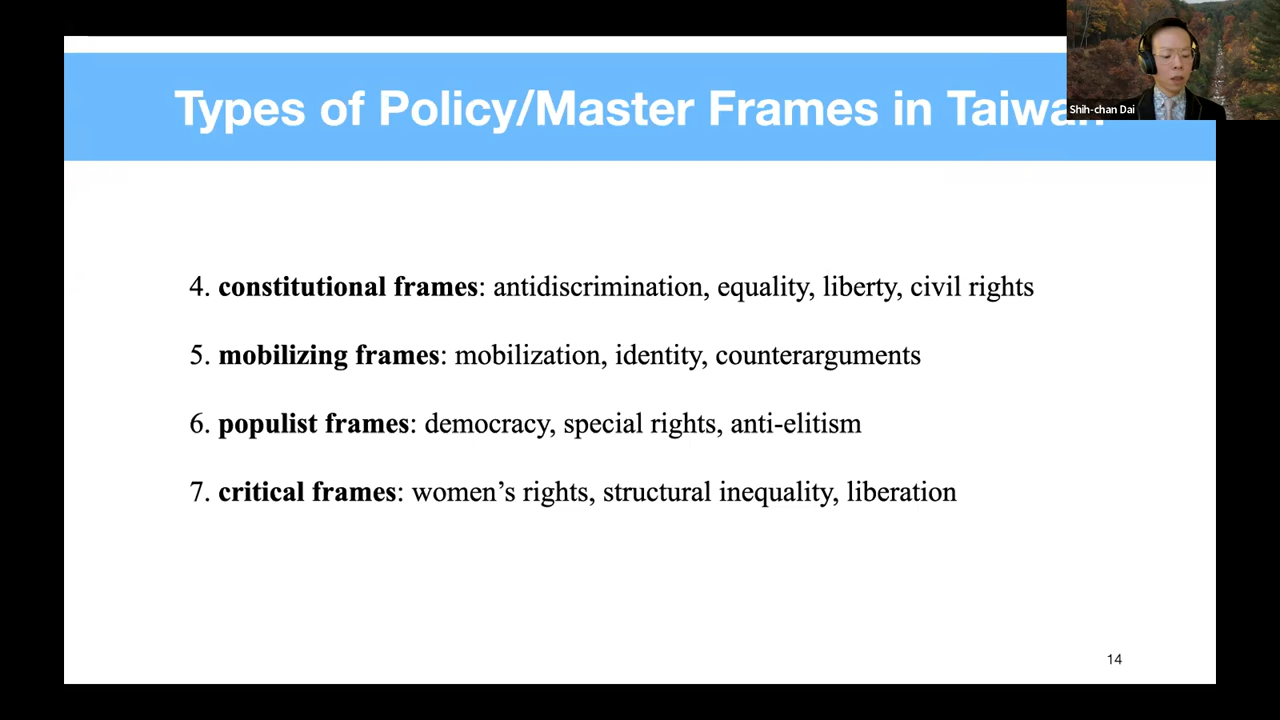 Types of Policy/Master Frames in Taiwan
Shih-chan Dai
4. constitutional frames: antidiscrimination, equality, liberty, civil rights
5. mobilizing frames: mobilization, identity, counterarguments
6. populist frames: democracy, special rights, anti-elitism
7. critical frames: women’s rights, structural inequality, liberation
14